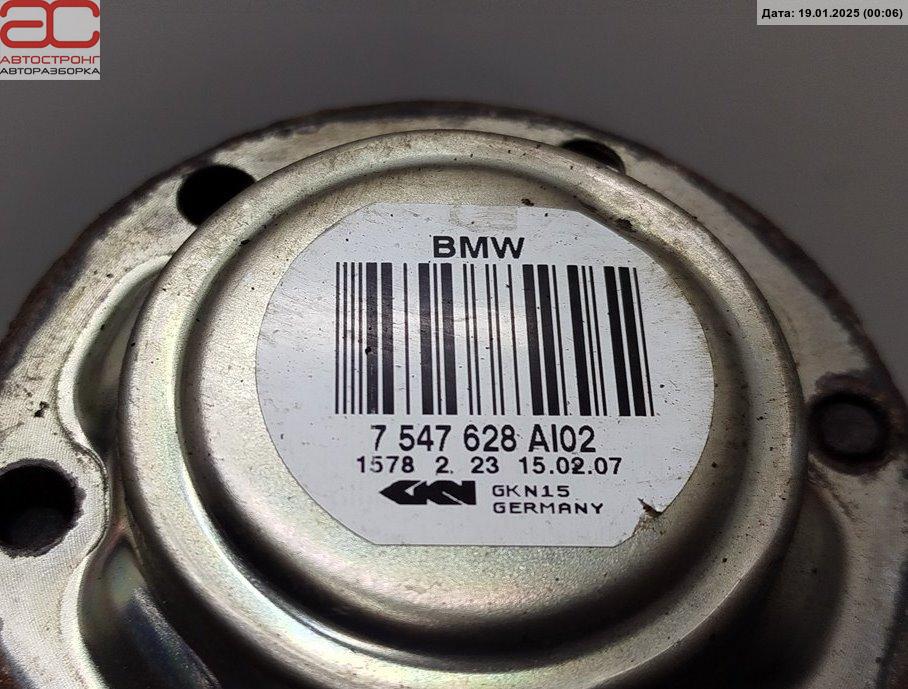 ac
АВТОСТРОНГ
АВТОРАЗБОРКА
Дата: 19.01.2025 (00:06)
BMW
7 547 628 AI02
1578 2 23 15.02.07
GKN GKN15
GERMANY